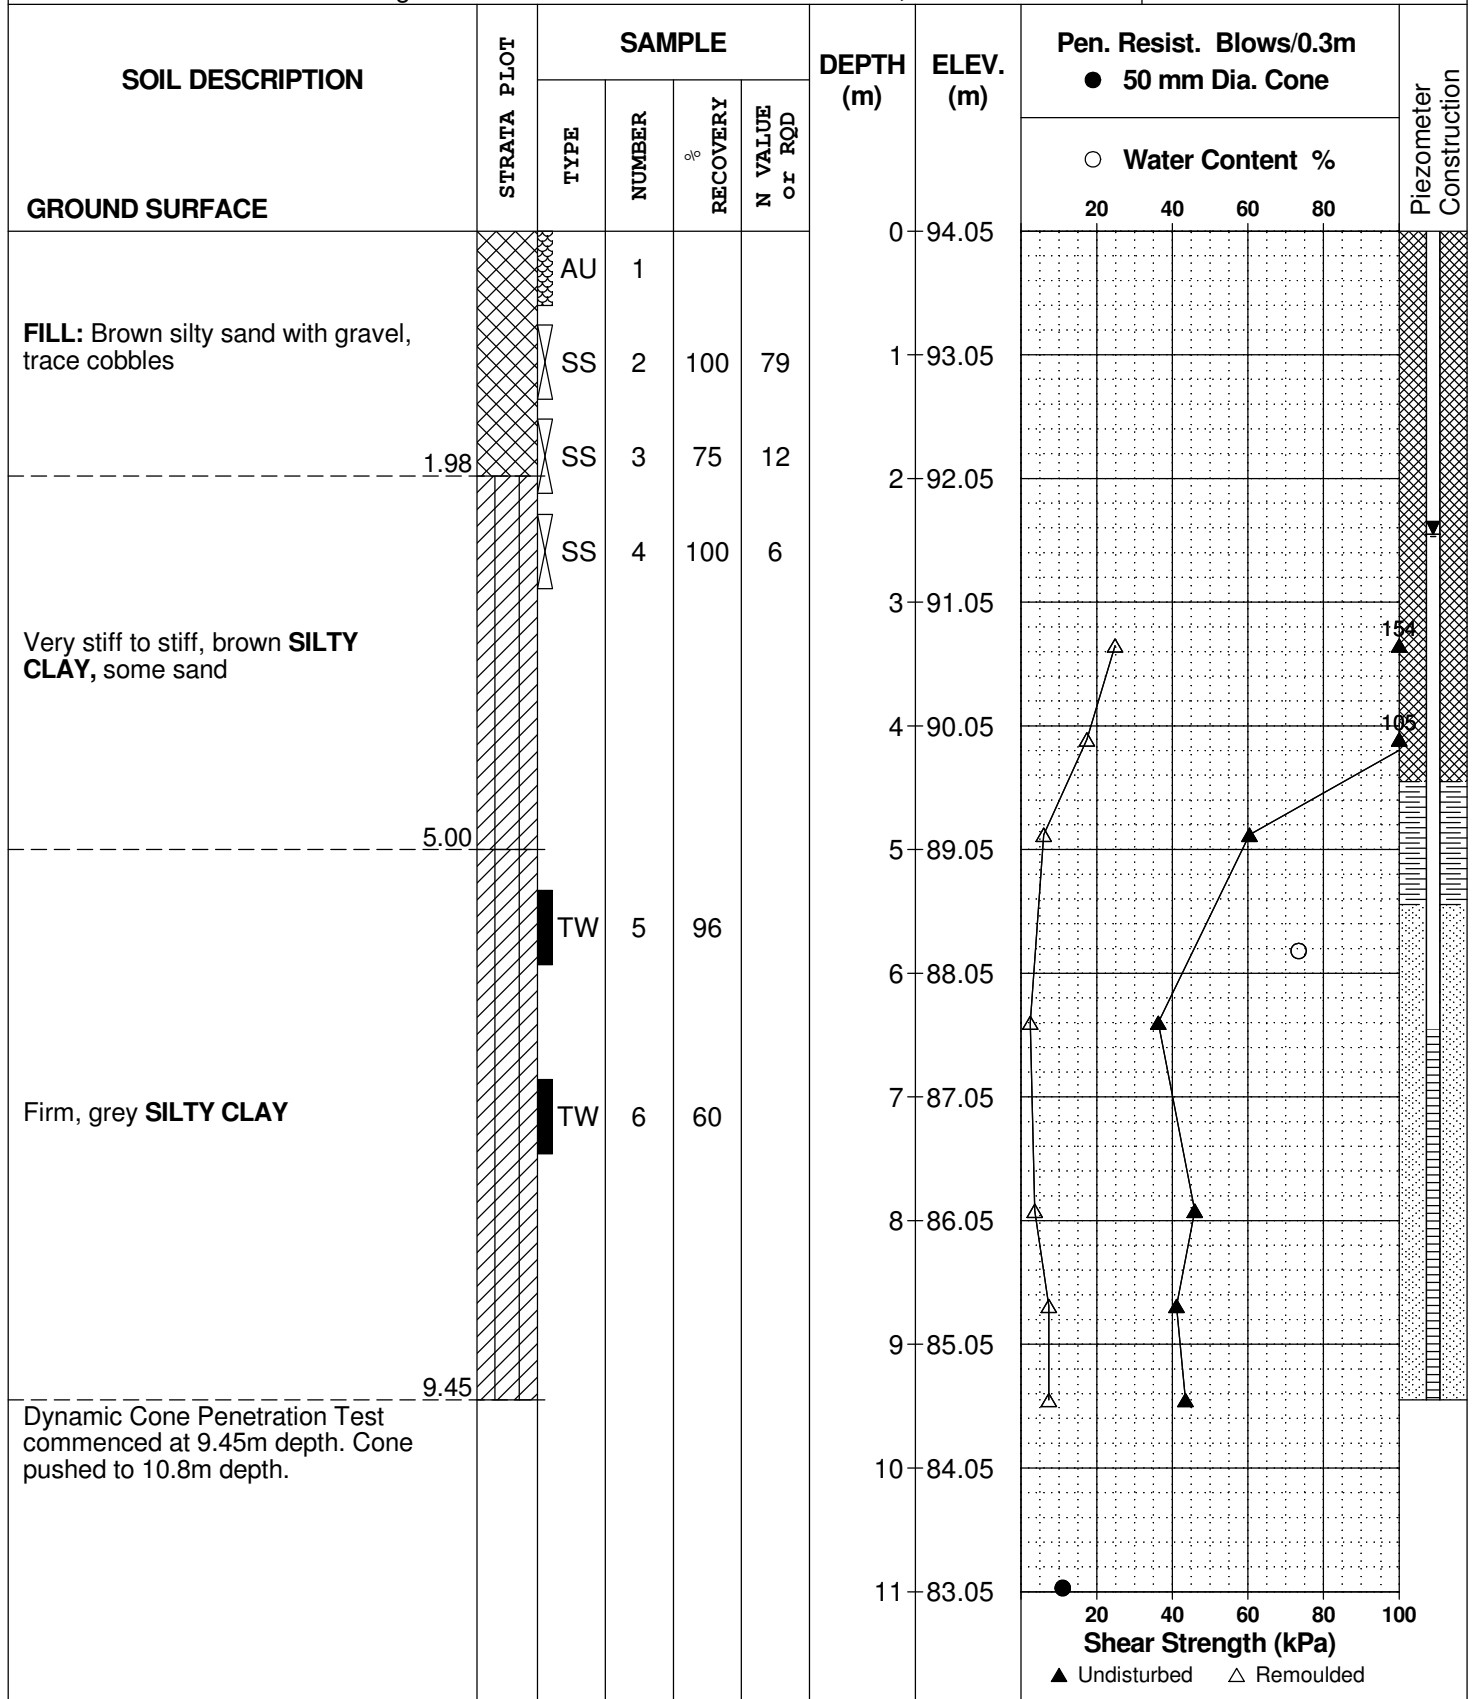 SOIL DESCRIPTION
GROUND SURFACE
STRATA PLOT
SAMPLE
TYPE
NUMBER
%
RECOVERY
N VALUE
or RQD
DEPTH
(m)
ELEV.
(m)
Pen. Resist. Blows/0.3m
● 50 mm Dia. Cone
○ Water Content %
20 40 60 80
Piezometer
Construction
0 94.05
AU 1
FILL: Brown silty sand with gravel,
trace cobbles
SS 2 100 79
1 93.05
SS 3 75 12
1.98
2 92.05
SS 4 100 6
3 91.05
154
Very stiff to stiff, brown SILTY
CLAY, some sand
4 90.05
105
5.00
5 89.05
TW 5 96
6 88.05
Firm, grey SILTY CLAY
7 87.05
TW 6 60
8 86.05
9 85.05
9.45
Dynamic Cone Penetration Test
commenced at 9.45m depth. Cone
pushed to 10.8m depth.
10 84.05
11 83.05
20 40 60 80 100
Shear Strength (kPa)
▲ Undisturbed △ Remoulded